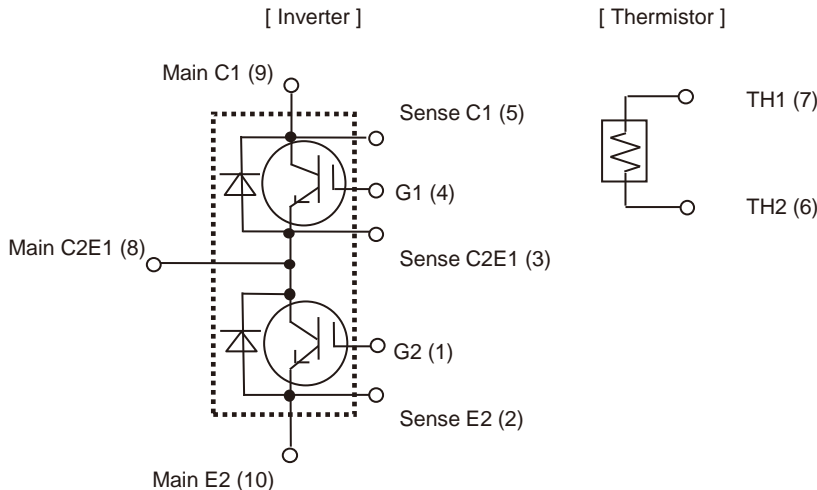 [ Inverter ]
[ Thermistor ]
Main C1 (9)
Sense C1 (5)
TH1 (7)
G1 (4)
TH2 (6)
Main C2E1 (8)
Sense C2E1 (3)
G2 (1)
Sense E2 (2)
Main E2 (10)